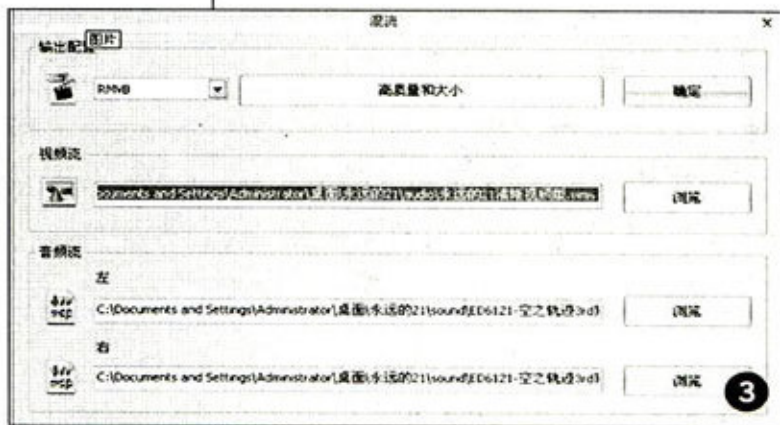 混流
×
输出配置
图片
RMVB
高质量和大小
确定
视频流
ocuments and Settings\Administrator\桌面\永远的21\audio\永远的21
浏览
音频流
左
C:\Documents and Settings\Administrator\桌面\永远的21\sound\ED6121-空之轨迹3rd\
浏览
右
C:\Documents and Settings\Administrator\桌面\永远的21\sound\ED6121-空之轨迹3rd\
浏览
3